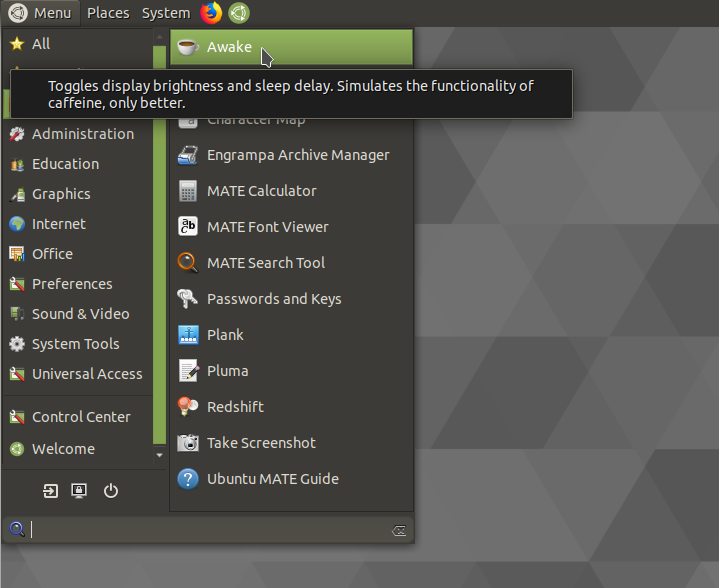 Menu Places System
All
Awake
Toggles display brightness and sleep delay. Simulates the functionality of
caffeine, only better.
Character Map
Administration
Engrampa Archive Manager
Education
MATE Calculator
Graphics
MATE Font Viewer
Internet
Office
MATE Search Tool
Preferences
Passwords and Keys
Sound & Video
Plank
System Tools
Pluma
Universal Access
Redshift
Control Center
Take Screenshot
Welcome
Ubuntu MATE Guide